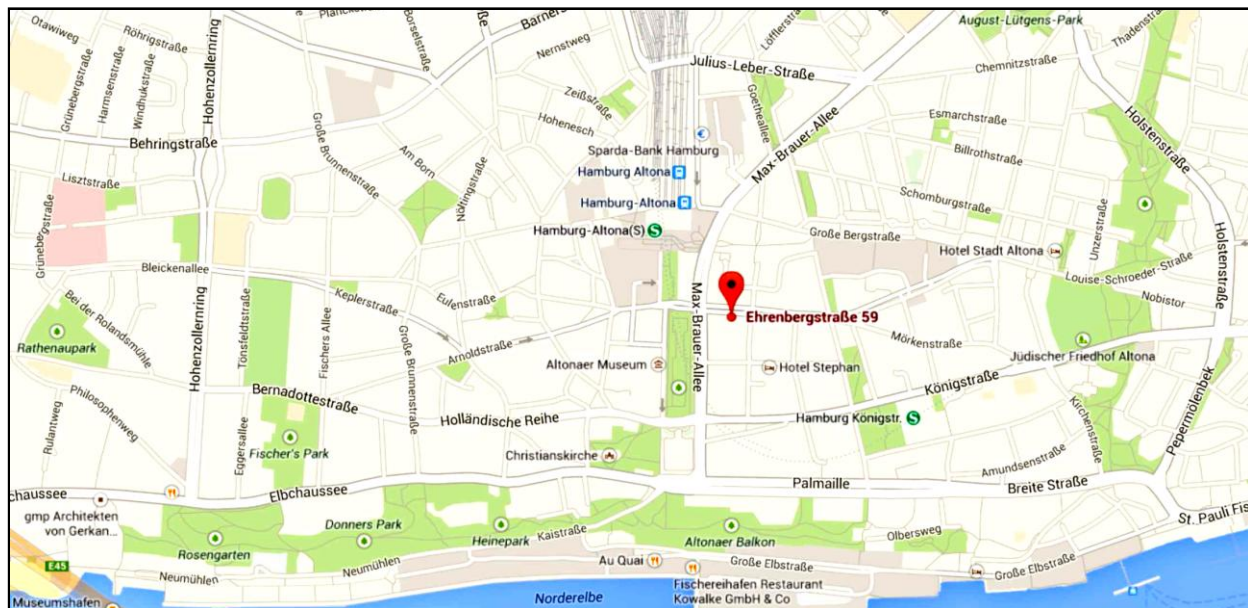 Otawiweg
Röhrigstraße
Planckstraße
Borselstraße
Barners
straße
Nernstweg
Löfflerstraße
August-Lütgens-Park
Thadenstraße
Julius-Leber-Straße
Chemnitzstraße
Grünebergstraße
Harmsenstraße
Windhukstraße
Hohenzollernring
Große Brunnenstraße
Zeißstraße
Hohenesch
Goetheallee
Max-Brauer-Allee
Esmarchstraße
Holstenstraße
Behringstraße
Am Born
Sparda-Bank Hamburg
Billrothstraße
Lisztstraße
Nöltingstraße
Hamburg Altona
Hamburg-Altona
Schomburgstraße
Grünebergstraße
Hamburg-Altona(S)
Große Bergstraße
Unzerstraße
Hotel Stadt Altona
Holstenstraße
Louise-Schroeder-Straße
Bleickenallee
Keplerstraße
Eulenstraße
Nobistor
Bei der Rolandsmühle
Hohenzollernring
Tönsfeldtstraße
Fischers Allee
Große Brunnenstraße
Max-Brauer-Allee
Ehrenbergstraße 59
Rathenaupark
Arnoldstraße
Altonaer Museum
Mörkenstraße
Jüdischer Friedhof Altona
Hotel Stephan
Königstraße
Philosophenweg
Bernadottestraße
Holländische Reihe
Hamburg Königstr.
Kirchenstraße
Pepermölenbek
Rulantweg
Eggersallee
Fischer's Park
Christianskirche
Amundsenstraße
chaussee
Elbchaussee
Palmaille
Breite Straße
gmp Architekten
von Gerkan...
Donners Park
St. Pauli Fis
Rosengarten
Heinepark
Kaistraße
Altonaer Balkon
Olbersweg
E45
Neumühlen
Neumühlen
Au Quai
Große Elbstraße
Große Elbstraße
Museumshafen
Norderelbe
Fischereihafen Restaurant
Kowalke GmbH & Co